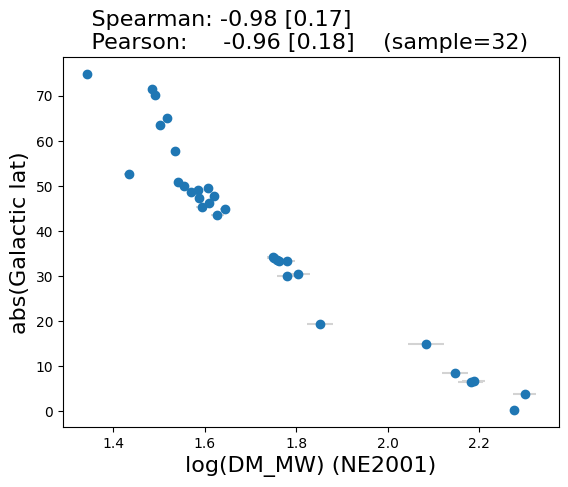 Spearman: -0.98 [0.17]
Pearson: -0.96 [0.18] (sample=32)
70
60
50
40
30
20
10
0
abs(Galactic lat)
1.4 1.6 1.8 2.0 2.2
log(DM_MW) (NE2001)